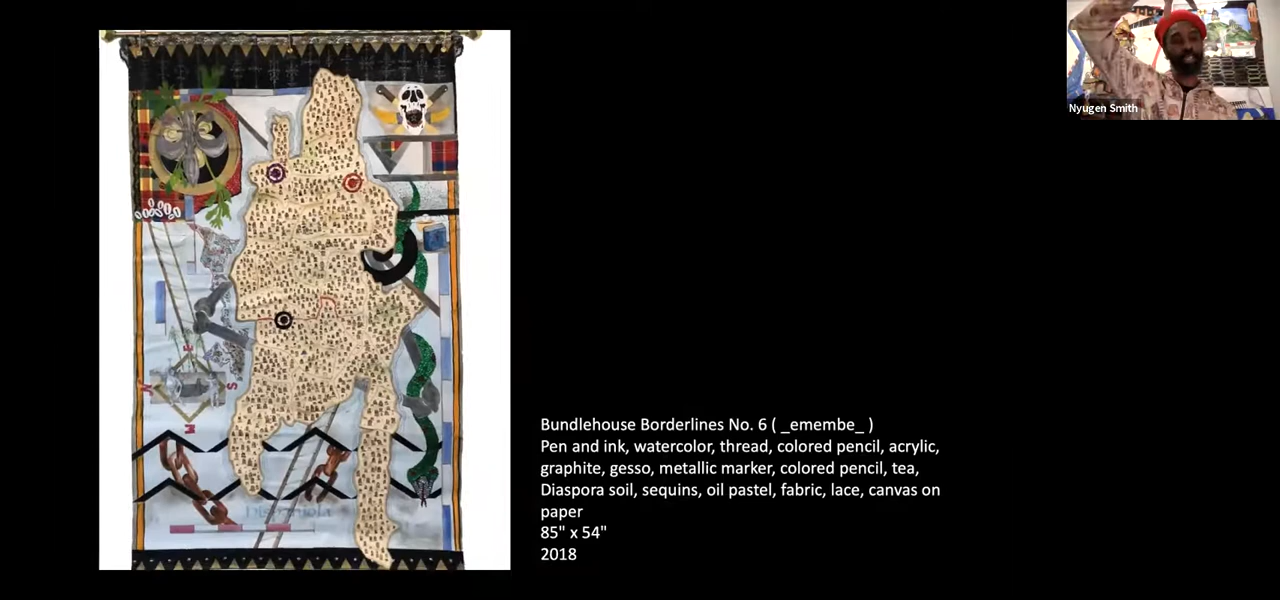 Nyugen Smith
Bundlehouse Borderlines No. 6 ( _emembe_ )
Pen and ink, watercolor, thread, colored pencil, acrylic,
graphite, gesso, metallic marker, colored pencil, tea,
Diaspora soil, sequins, oil pastel, fabric, lace, canvas on
paper
85" x 54"
2018
N
E
S
W